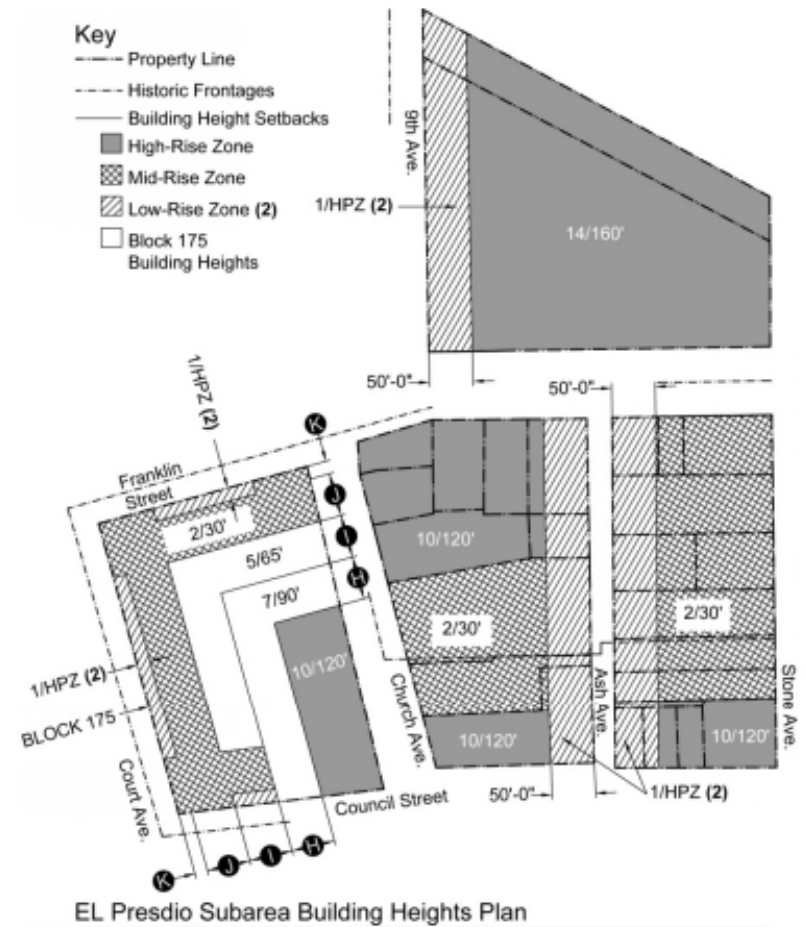 Key
Property Line
Historic Frontages
Building Height Setbacks
High-Rise Zone
Mid-Rise Zone
Low-Rise Zone (2)
Block 175
Building Heights
9th Ave.
1/HPZ (2)
14/160'
50'-0"
50'-0"
1/HPZ (2)
K
Franklin
Street
J
2/30'
I
10/120'
5/65'
H
7/90'
2/30'
2/30'
10/120'
1/HPZ (2)
BLOCK 175
Church Ave.
Ash Ave.
Stone Ave.
10/120'
10/120'
Court Ave.
Council Street
50'-0"
1/HPZ (2)
K
J
I
H
EL Presdio Subarea Building Heights Plan